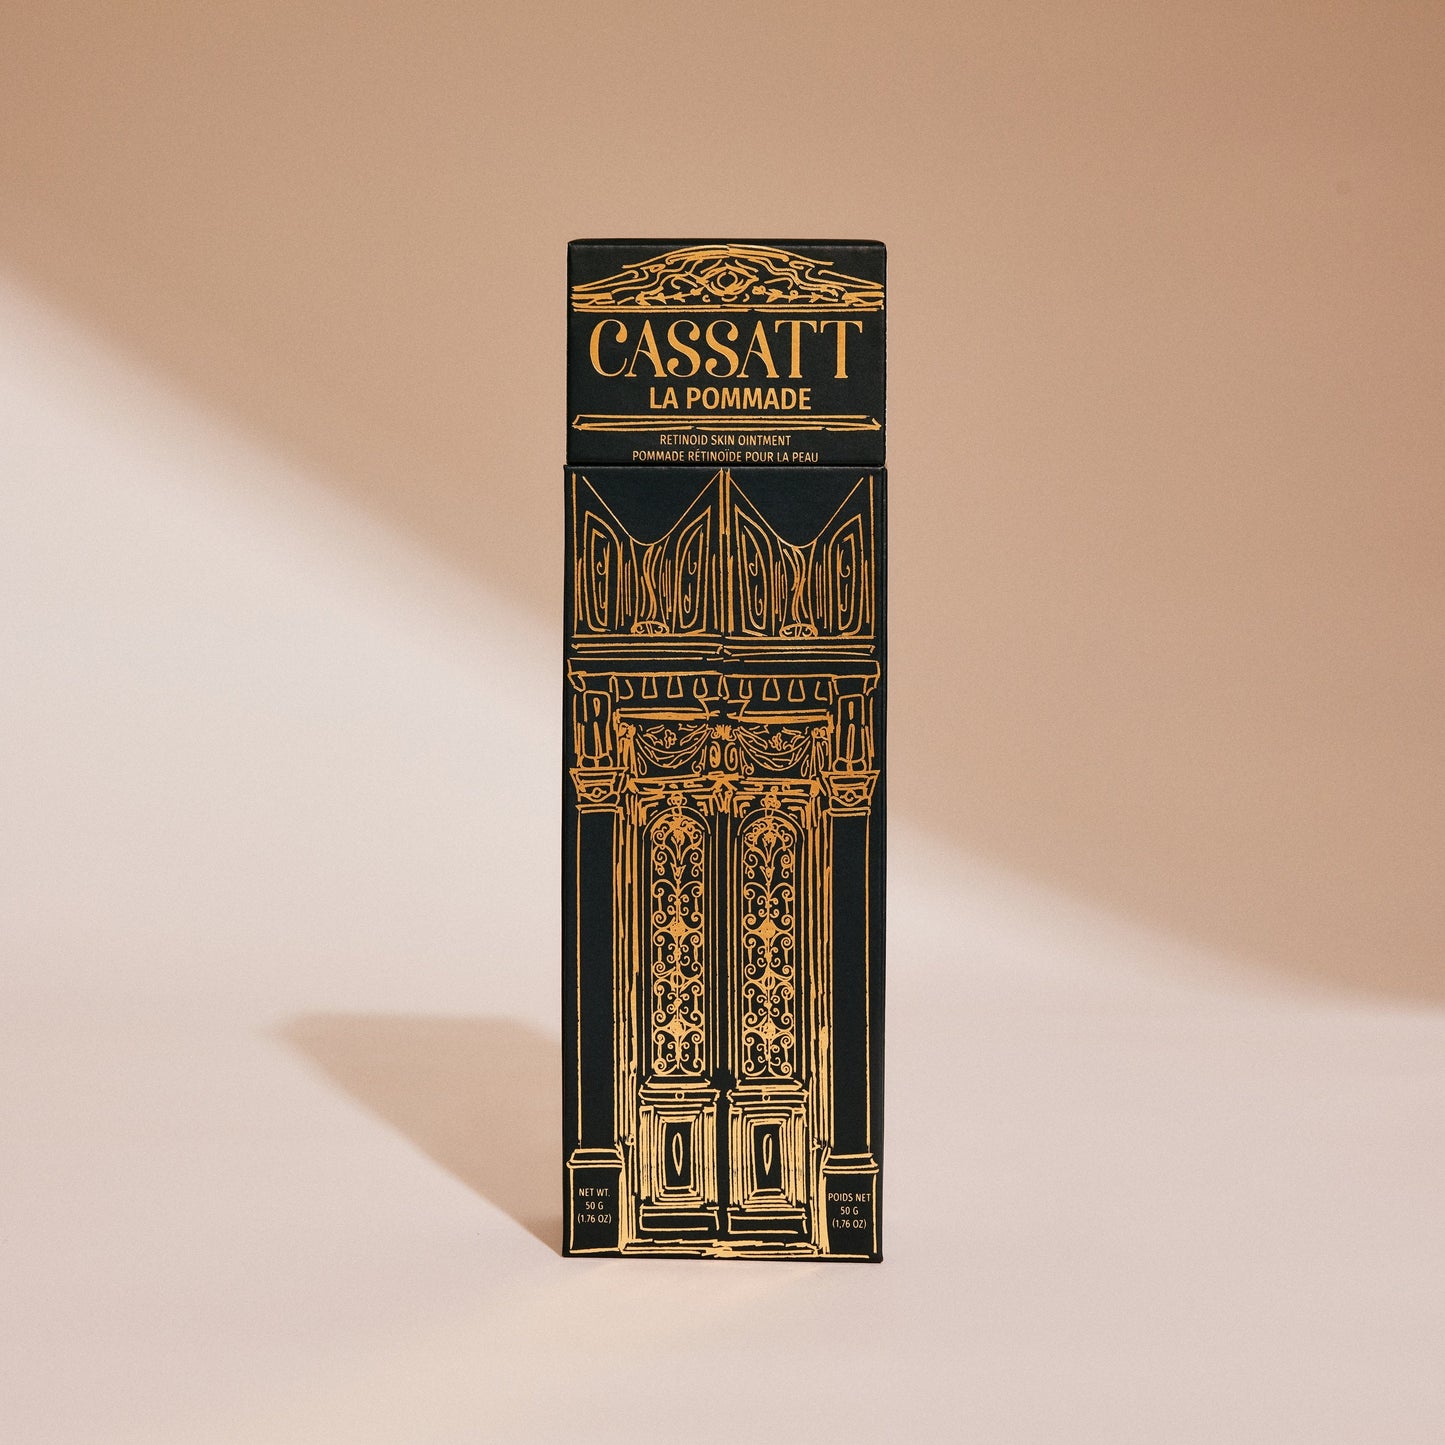 CASSATT
LA POMMADE
RETINOID SKIN OINTMENT
POMMADE RÉTINOÏDE POUR LA PEAU
NET WT.
50 G
(1.76 OZ)
POIDS NET
50 G
(1,76 OZ)